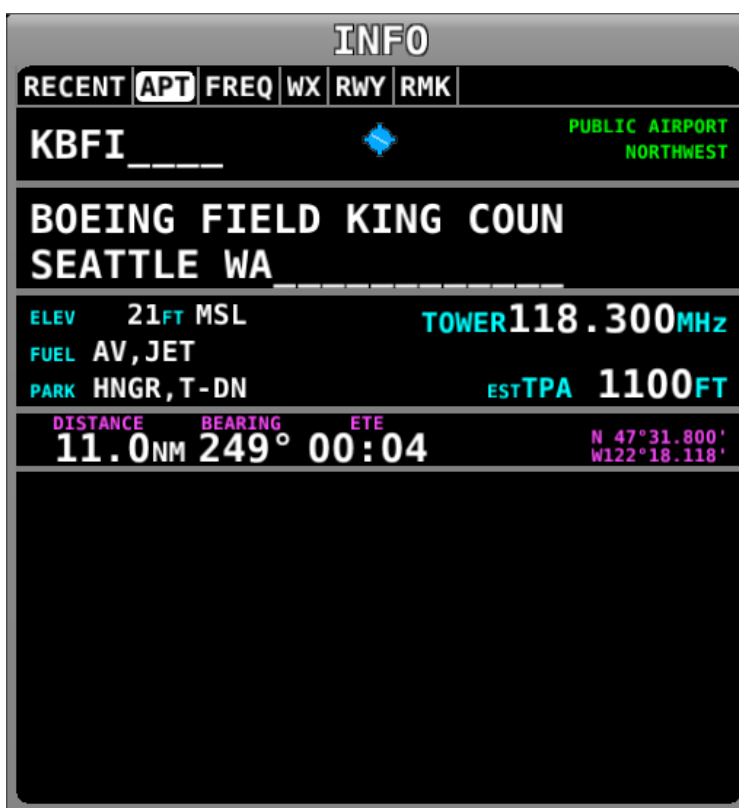 INFO
RECENT APT FREQ WX RWY RMK
KBFI____
PUBLIC AIRPORT
NORTHWEST
BOEING FIELD KING COUN
SEATTLE WA____________
ELEV 21FT MSL
TOWER118.300MHz
FUEL AV,JET
PARK HNGR,T-DN
ESTTPA 1100FT
DISTANCE BEARING ETE
11.0NM 249° 00:04
N 47°31.800'
W122°18.118'